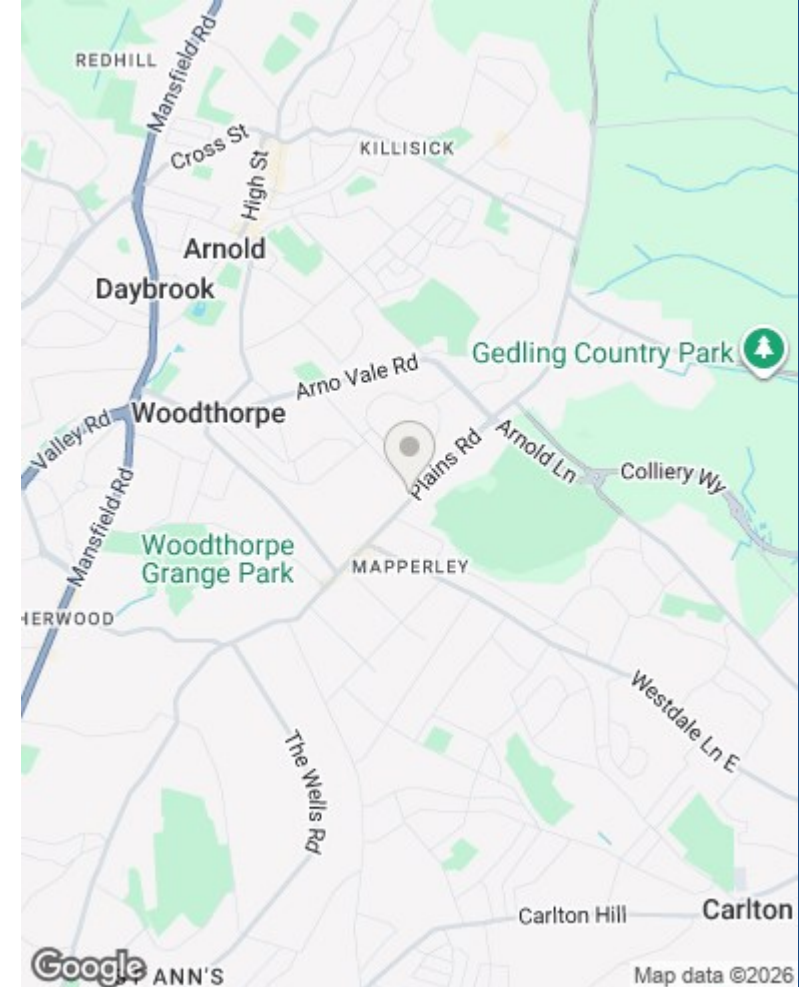 REDHILL
Mansfield Rd
Cross St
KILLISICK
High St
Arnold
Daybrook
Gedling Country Park
Arno Vale Rd
Woodthorpe
Valley Rd
Plains Rd
Arnold Ln
Colliery Wy
Mansfield Rd
Woodthorpe
Grange Park
MAPPERLEY
HERWOOD
Westdale Ln E
The Wells Rd
Carlton Hill
Carlton
Google
ANN'S
Map data ©2026